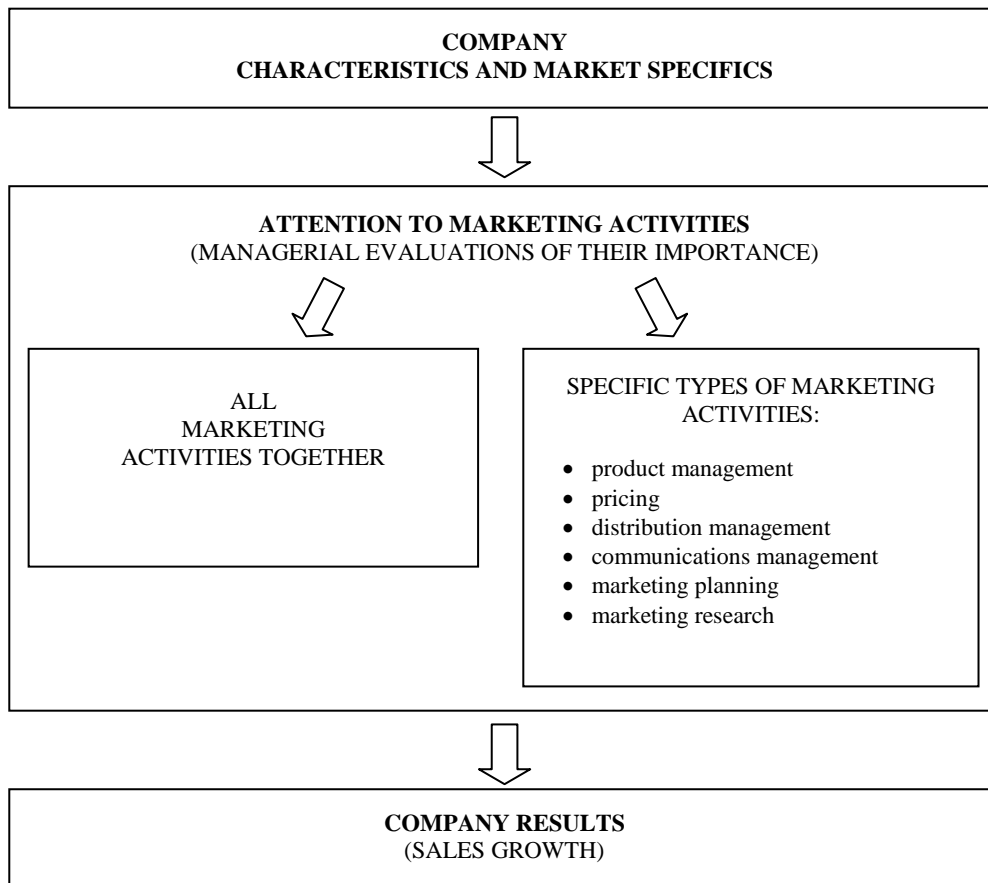 COMPANY
CHARACTERISTICS AND MARKET SPECIFICS
ATTENTION TO MARKETING ACTIVITIES
(MANAGERIAL EVALUATIONS OF THEIR IMPORTANCE)
ALL
MARKETING
ACTIVITIES TOGETHER
SPECIFIC TYPES OF MARKETING
ACTIVITIES:
• product management
• pricing
• distribution management
• communications management
• marketing planning
• marketing research
COMPANY RESULTS
(SALES GROWTH)